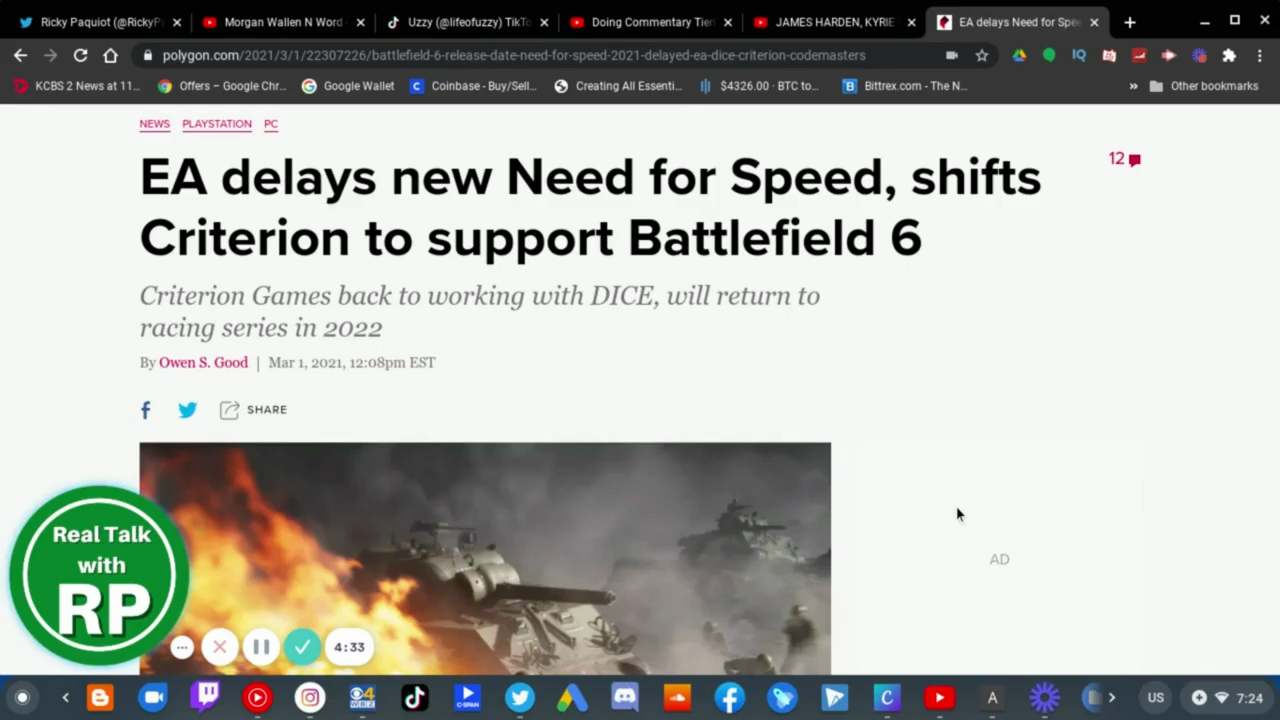 Ricky Paquiot (@RickyP
Morgan Wallen N Word
Uzzy (@lifeofuzzy) TikTo
Doing Commentary Tier
JAMES HARDEN, KYRIE
EA delays Need for Spee
polygon.com/2021/3/1/22307226/battlefield-6-release-date-need-for-speed-2021-delayed-ea-dice-criterion-codemasters
IQ
KCBS 2 News at 11...
Offers – Google Chr...
Google Wallet
Coinbase - Buy/Sell...
Creating All Essenti...
$4326.00 · BTC to...
Bittrex.com - The N...
»
Other bookmarks
NEWS PLAYSTATION PC
EA delays new Need for Speed, shifts
12
Criterion to support Battlefield 6
Criterion Games back to working with DICE, will return to
racing series in 2022
By Owen S. Good | Mar 1, 2021, 12:08pm EST
SHARE
AD
Real Talk
with
RP
4:33
4
WBZ
C-SPAN
C
A
US
7:24